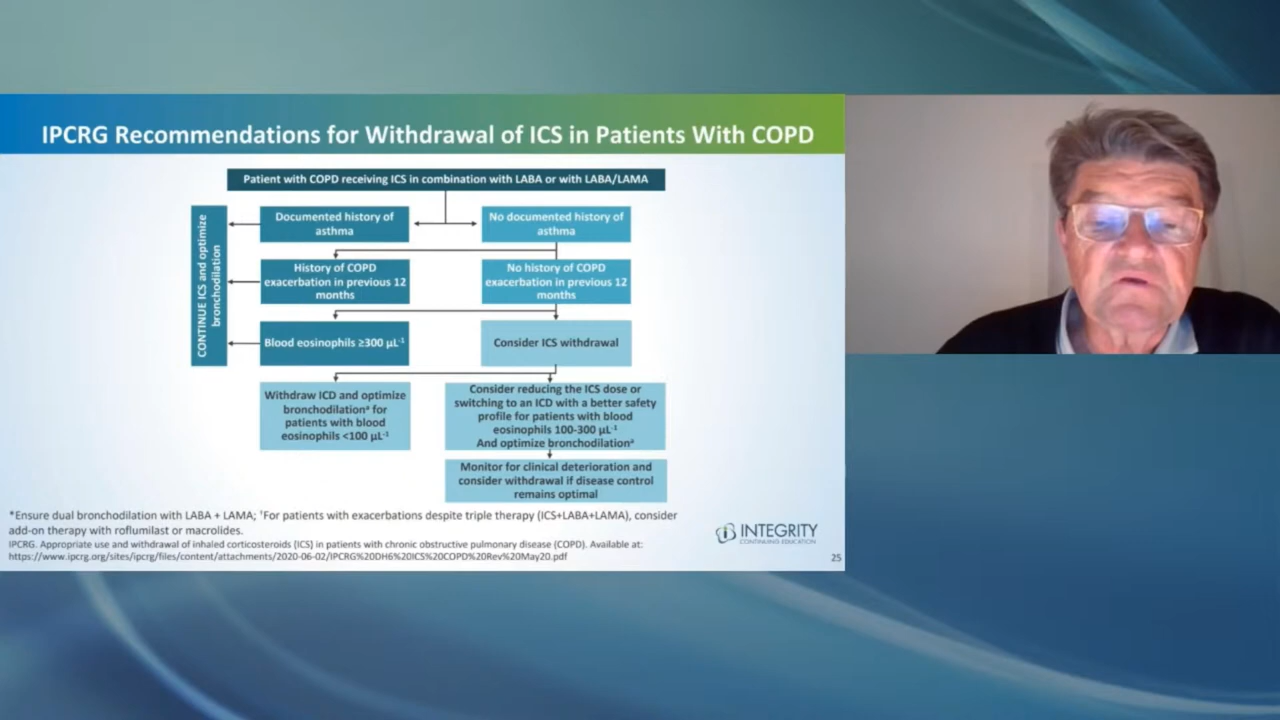 IPCRG Recommendations for Withdrawal of ICS in Patients With COPD
Patient with COPD receiving ICS in combination with LABA or with LABA/LAMA
CONTINUE ICS and optimize
bronchodilation
Documented history of
asthma
No documented history of
asthma
History of COPD
exacerbation in previous 12
months
No history of COPD
exacerbation in previous 12
months
Blood eosinophils ≥300 µL⁻¹
Consider ICS withdrawal
Withdraw ICD and optimize
bronchodilationᵃ for
patients with blood
eosinophils <100 µL⁻¹
Consider reducing the ICS dose or
switching to an ICD with a better safety
profile for patients with blood
eosinophils 100-300 µL⁻¹
And optimize bronchodilationᵃ
Monitor for clinical deterioration and
consider withdrawal if disease control
remains optimal
*Ensure dual bronchodilation with LABA + LAMA; †For patients with exacerbations despite triple therapy (ICS+LABA+LAMA), consider
add-on therapy with roflumilast or macrolides.
IPCRG. Appropriate use and withdrawal of inhaled corticosteroids (ICS) in patients with chronic obstructive pulmonary disease (COPD). Available at:
https://www.ipcrg.org/sites/ipcrg/files/content/attachments/2020-06-02/IPCRG%20DH6%20ICS%20COPD%20Rev%20May20.pdf
INTEGRITY
CONTINUING EDUCATION
25